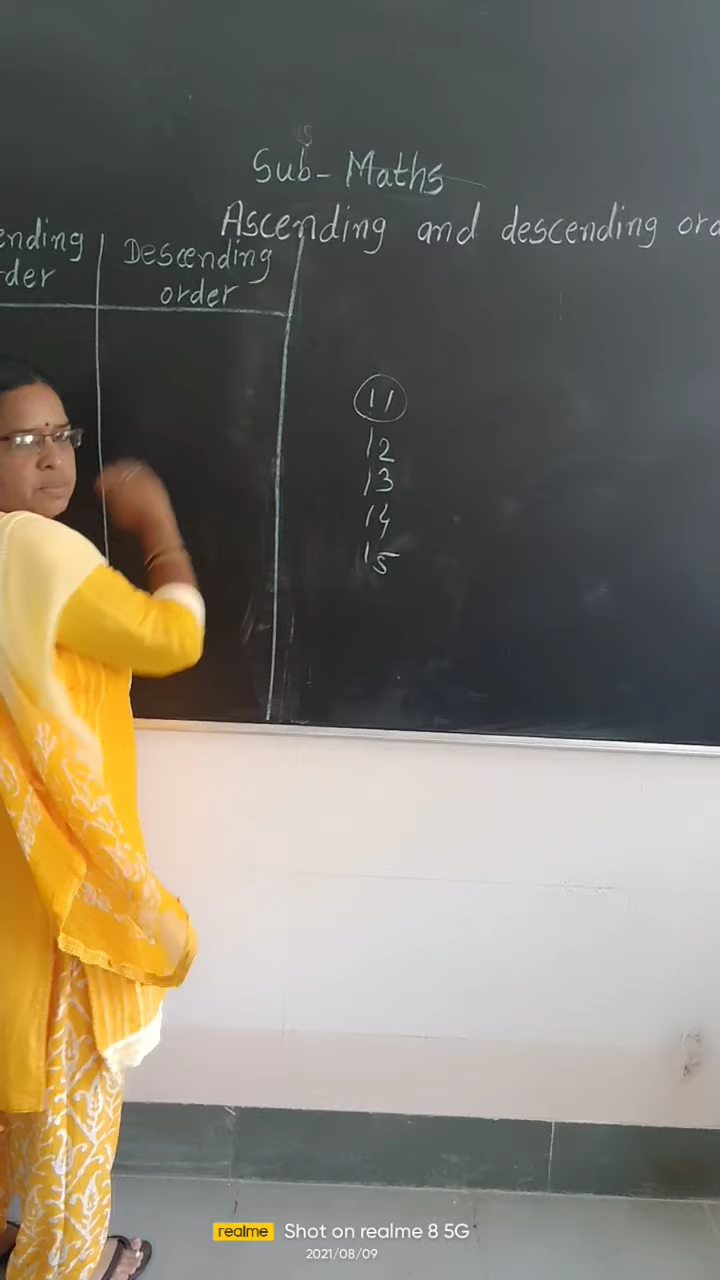 Sub- Maths
Ascending and descending ord
ending
rder
Descending
order
11
12
13
14
15
realme Shot on realme 8 5G
2021/08/09